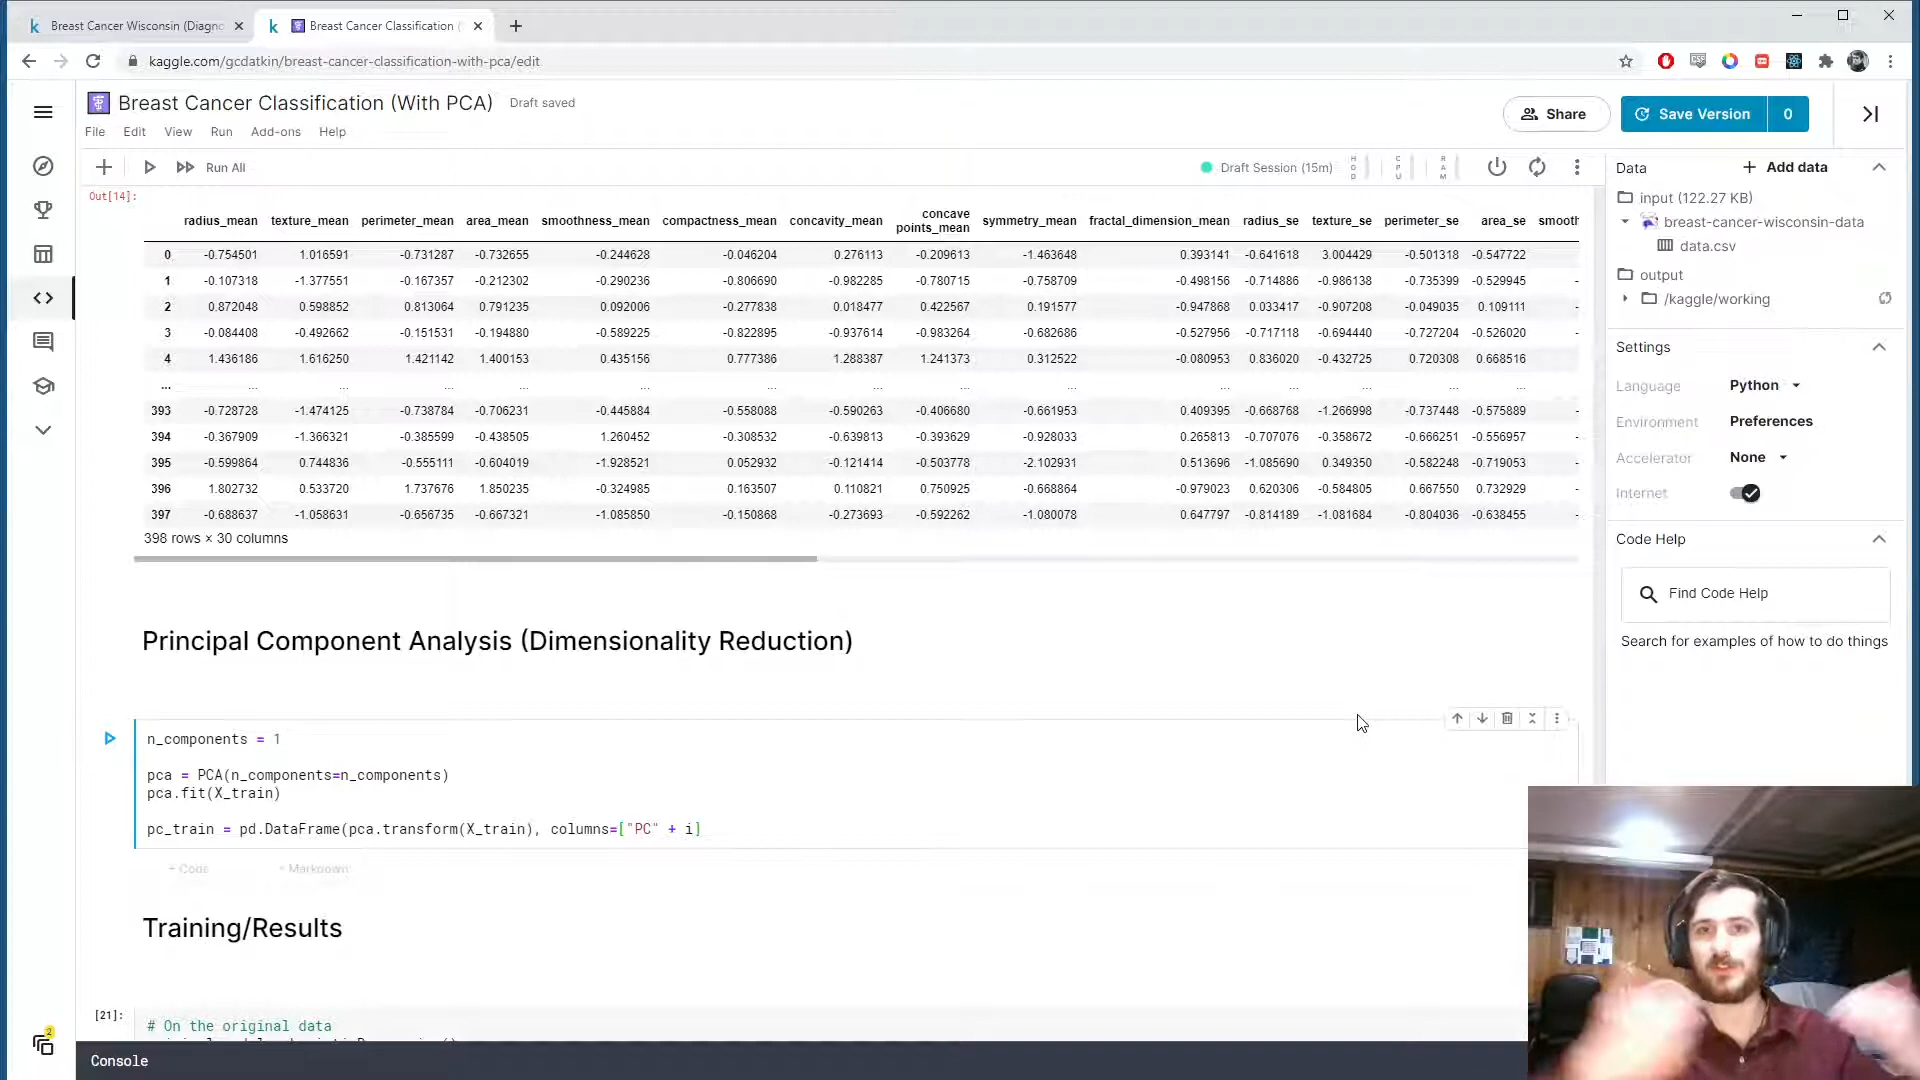 Breast Cancer Wisconsin (Diagno
Breast Cancer Classification (
kaggle.com/gcdatkin/breast-cancer-classification-with-pca/edit
Breast Cancer Classification (With PCA) Draft saved
File Edit View Run Add-ons Help
Share
Save Version 0
Run All
Draft Session (15m)
HDD CPU RAM
Out[14]:
radius_mean texture_mean perimeter_mean area_mean smoothness_mean compactness_mean concavity_mean concave points_mean symmetry_mean fractal_dimension_mean radius_se texture_se perimeter_se area_se smooth
0 -0.754501 1.016591 -0.731287 -0.732655 -0.244628 -0.046204 0.276113 -0.209613 -1.463648 0.393141 -0.641618 3.004429 -0.501318 -0.547722
1 -0.107318 -1.377551 -0.167357 -0.212302 -0.290236 -0.806690 -0.982285 -0.780715 -0.758709 -0.498156 -0.714886 -0.986138 -0.735399 -0.529945 -
2 0.872048 0.598852 0.813064 0.791235 0.092006 -0.277838 0.018477 0.422567 0.191577 -0.947868 0.033417 -0.907208 -0.049035 0.109111 -
3 -0.084408 -0.492662 -0.151531 -0.194880 -0.589225 -0.822895 -0.937614 -0.983264 -0.682686 -0.527956 -0.717118 -0.694440 -0.727204 -0.526020 -
4 1.436186 1.616250 1.421142 1.400153 0.435156 0.777386 1.288387 1.241373 0.312522 -0.080953 0.836020 -0.432725 0.720308 0.668516 -
... ... ... ... ... ... ... ... ... ... ... ... ... ... ...
393 -0.728728 -1.474125 -0.738784 -0.706231 -0.445884 -0.558088 -0.590263 -0.406680 -0.661953 0.409395 -0.668768 -1.266998 -0.737448 -0.575889 -
394 -0.367909 -1.366321 -0.385599 -0.438505 1.260452 -0.308532 -0.639813 -0.393629 -0.928033 0.265813 -0.707076 -0.358672 -0.666251 -0.556957 -
395 -0.599864 0.744836 -0.555111 -0.604019 -1.928521 0.052932 -0.121414 -0.503778 -2.102931 0.513696 -1.085690 0.349350 -0.582248 -0.719053 -
396 1.802732 0.533720 1.737676 1.850235 -0.324985 0.163507 0.110821 0.750925 -0.668864 -0.979023 0.620306 -0.584805 0.667550 0.732929 -
397 -0.688637 -1.058631 -0.656735 -0.667321 -1.085850 -0.150868 -0.273693 -0.592262 -1.080078 0.647797 -0.814189 -1.081684 -0.804036 -0.638455 -
398 rows × 30 columns
Principal Component Analysis (Dimensionality Reduction)
n_components = 1
pca = PCA(n_components=n_components)
pca.fit(X_train)
pc_train = pd.DataFrame(pca.transform(X_train), columns=["PC" + i]
+ Code + Markdown
Training/Results
[21]:
# On the original data
Console
2
Data
+ Add data
input (122.27 KB)
breast-cancer-wisconsin-data
data.csv
output
/kaggle/working
Settings
Language Python
Environment Preferences
Accelerator None
Internet
Code Help
Find Code Help
Search for examples of how to do things